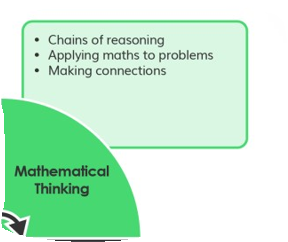 • Chains of reasoning
• Applying maths to problems
• Making connections
Mathematical
Thinking